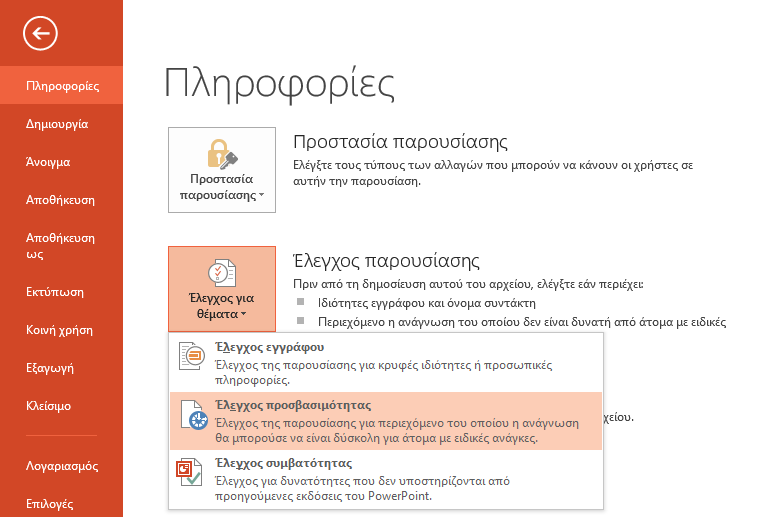 Πληροφορίες
Δημιουργία
Άνοιγμα
Αποθήκευση
Αποθήκευση
ως
Εκτύπωση
Κοινή χρήση
Εξαγωγή
Κλείσιμο
Λογαριασμός
Επιλογές
Πληροφορίες
Προστασία
παρουσίασης
Προστασία παρουσίασης
Ελέγξτε τους τύπους των αλλαγών που μπορούν να κάνουν οι χρήστες σε
αυτήν την παρουσίαση.
Έλεγχος για
θέματα
Έλεγχος παρουσίασης
Πριν από τη δημοσίευση αυτού του αρχείου, ελέγξτε εάν περιέχει:
Ιδιότητες εγγράφου και όνομα συντάκτη
Περιεχόμενο η ανάγνωση του οποίου δεν είναι δυνατή από άτομα με ειδικές
Έλεγχος εγγράφου
Έλεγχος της παρουσίασης για κρυφές ιδιότητες ή προσωπικές
πληροφορίες.
Έλεγχος προσβασιμότητας
Έλεγχος της παρουσίασης για περιεχόμενο του οποίου η ανάγνωση
θα μπορούσε να είναι δύσκολη για άτομα με ειδικές ανάγκες.
χείου.
Έλεγχος συμβατότητας
Έλεγχος για δυνατότητες που δεν υποστηρίζονται από
προηγούμενες εκδόσεις του PowerPoint.